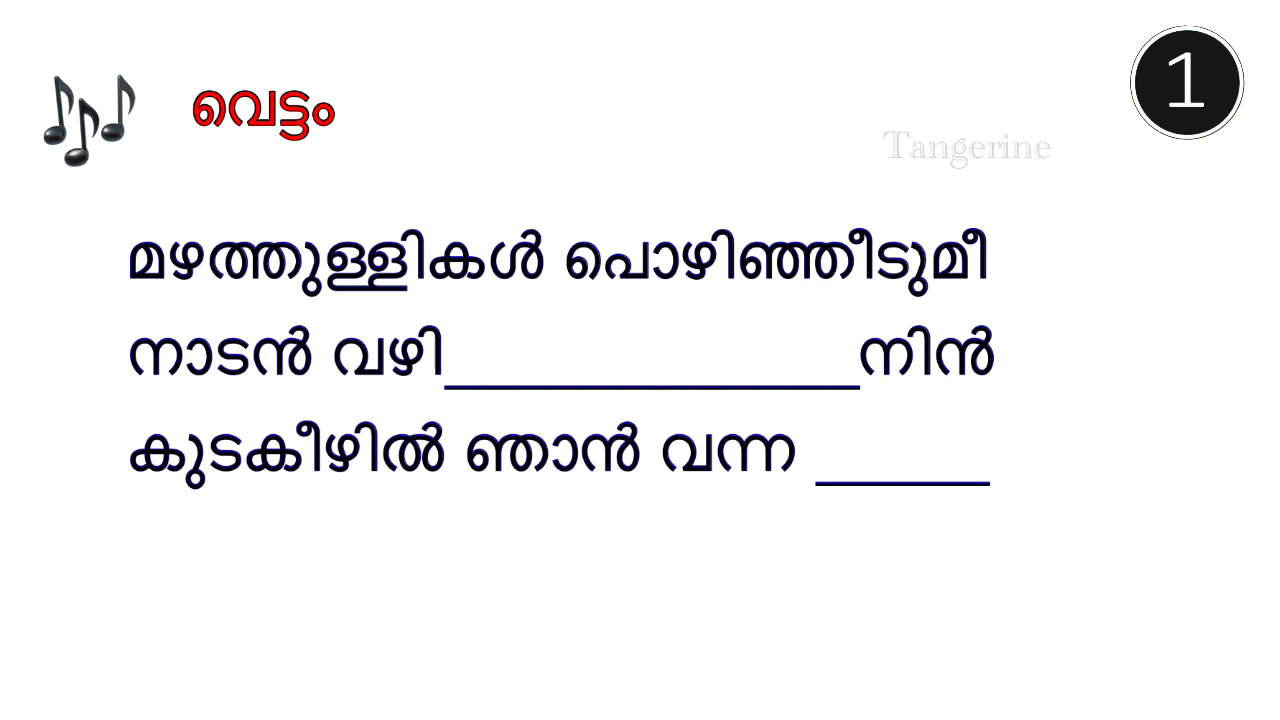 1
വെട്ടം
Tangerine
മഴത്തുള്ളികൾ പൊഴിഞ്ഞീടുമീ
നാടൻ വഴി____________നിൻ
കുടകീഴിൽ ഞാൻ വന്ന _____